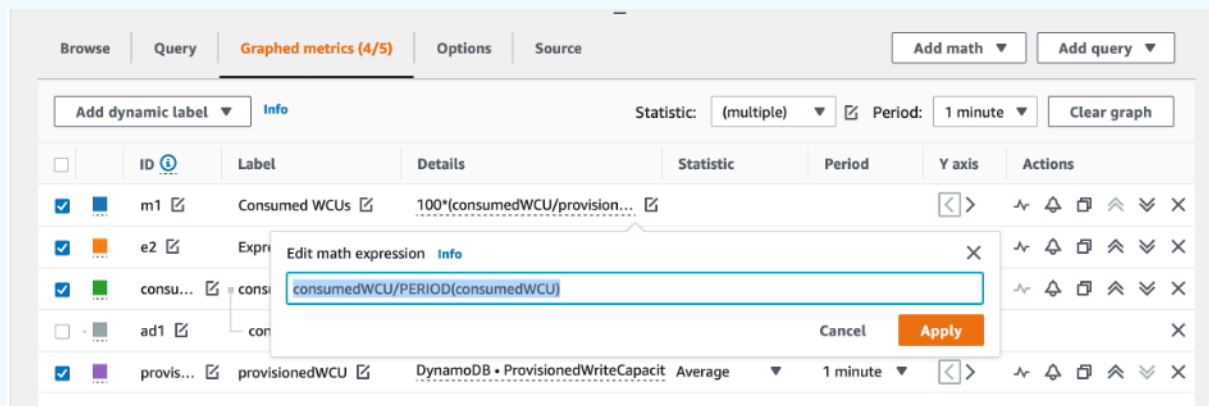 Browse Query Graphed metrics (4/5) Options Source Add math ▼ Add query ▼
Add dynamic label ▼ Info Statistic: (multiple) ▼ Period: 1 minute ▼ Clear graph
ID Label Details Statistic Period Y axis Actions
m1 Consumed WCUs 100*(consumedWCU/provision...
e2 Expre
Edit math expression Info
consu... consu
consumedWCU/PERIOD(consumedWCU)
ad1 con
Cancel Apply
provis... provisionedWCU DynamoDB • ProvisionedWriteCapacit Average ▼ 1 minute ▼